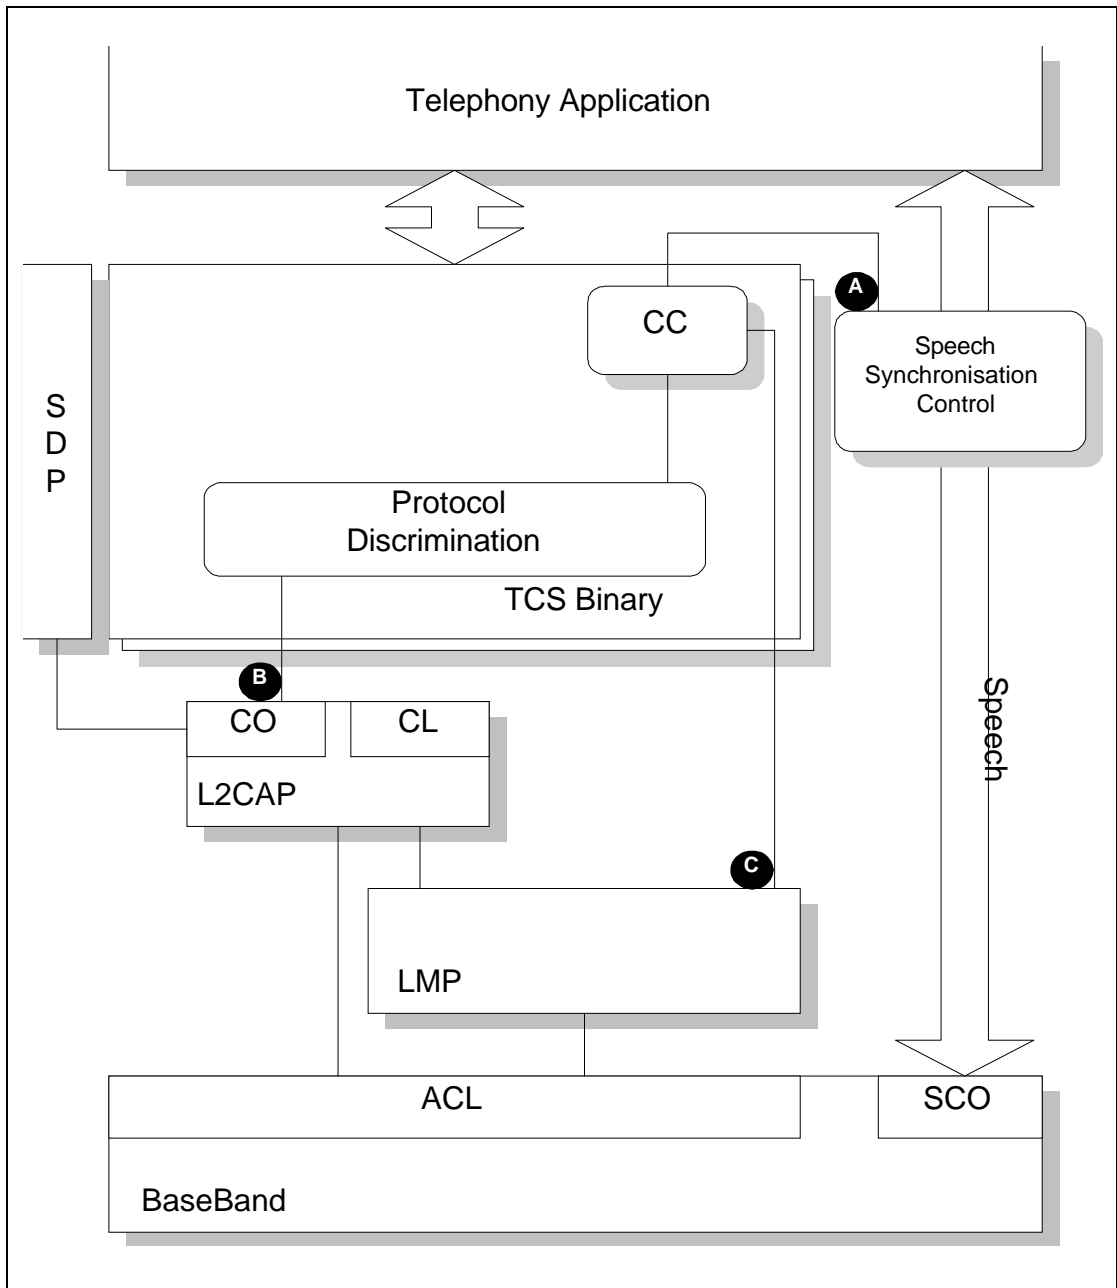 Telephony Application
A
CC
Speech
Synchronisation
Control
S
D
P
Protocol
Discrimination
TCS Binary
B
CO
CL
L2CAP
Speech
C
LMP
ACL
SCO
BaseBand